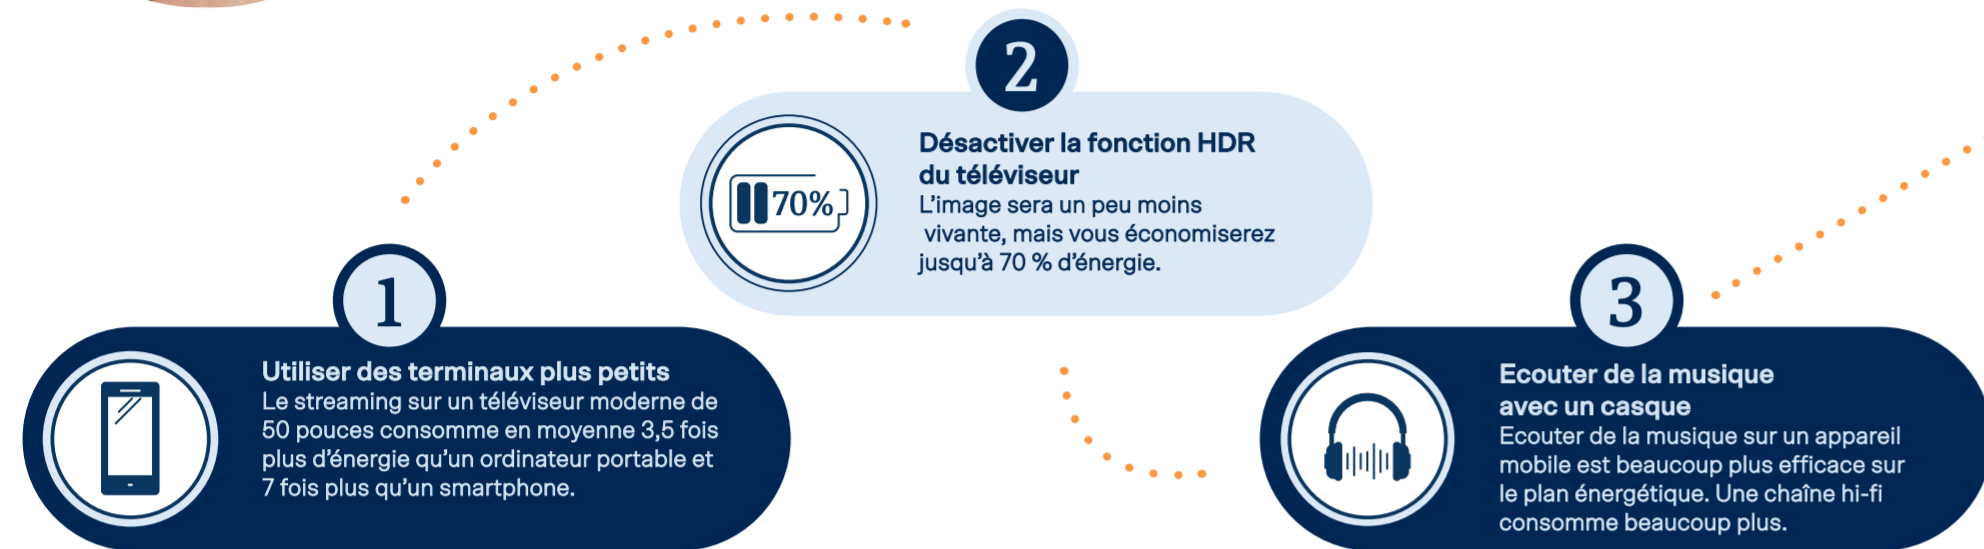 1
Utiliser des terminaux plus petits
Le streaming sur un téléviseur moderne de
50 pouces consomme en moyenne 3,5 fois
plus d’énergie qu’un ordinateur portable et
7 fois plus qu’un smartphone.
2
70%
Désactiver la fonction HDR
du téléviseur
L’image sera un peu moins
vivante, mais vous économiserez
jusqu’à 70 % d’énergie.
3
Ecouter de la musique
avec un casque
Ecouter de la musique sur un appareil
mobile est beaucoup plus efficace sur
le plan énergétique. Une chaîne hi-fi
consomme beaucoup plus.